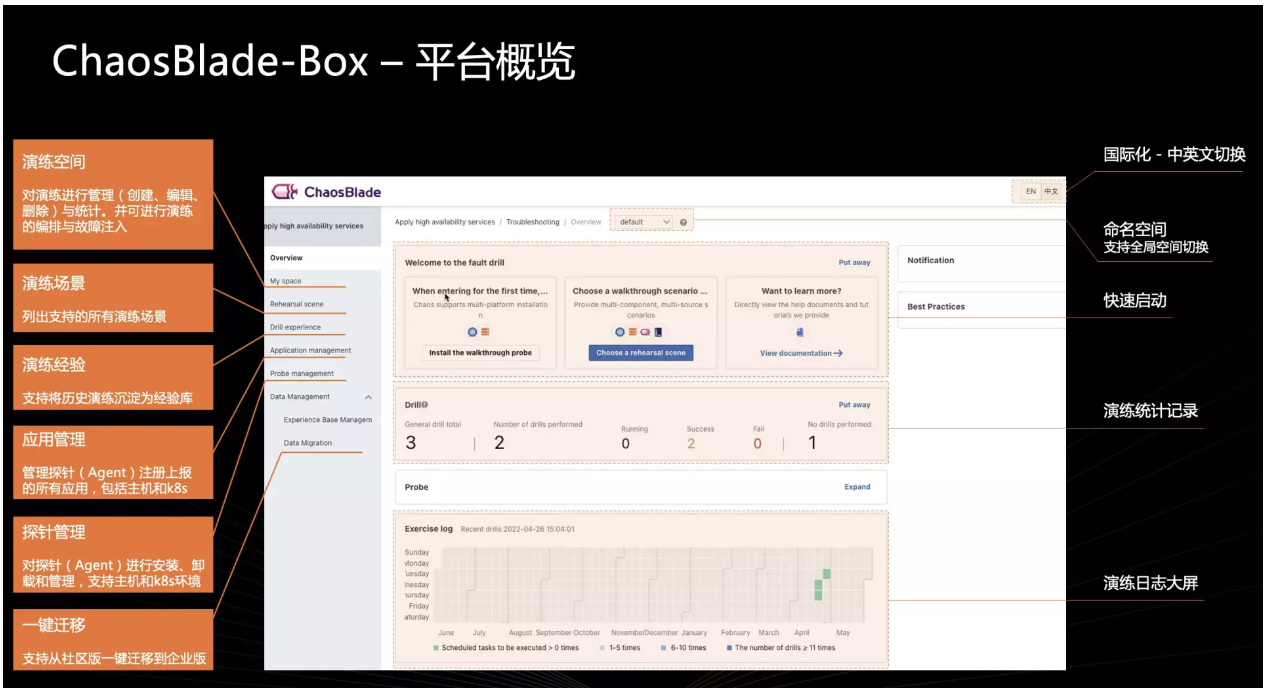 ChaosBlade-Box – 平台概览
演练空间
对演练进行管理（创建、编辑、
删除）与统计。并可进行演练
的编排与故障注入
演练场景
列出支持的所有演练场景
演练经验
支持将历史演练沉淀为经验库
应用管理
管理探针（Agent）注册上报
的所有应用，包括主机和k8s
探针管理
对探针（Agent）进行安装、卸
载和管理，支持主机和k8s环境
一键迁移
支持从社区版一键迁移到企业版
ChaosBlade
EN 中文
pply high availability services
Overview
My space
Rehearsal scene
Drill experience
Application management
Probe management
Data Management
Experience Base Managem
Data Migration
Apply high availability services / Troubleshooting / Overview default
Welcome to the fault drill Put away
When entering for the first time,...
Chaos supports multi-platform installatio
n
Install the walkthrough probe
Choose a walkthrough scenario ...
Provide multi-component, multi-source s
cenarios
Choose a rehearsal scene
Want to learn more?
Directly view the help documents and tut
orials we provide
View documentation
Notification
Best Practices
Drill Put away
General drill total Number of drills performed Running Success Fail No drills performed
3 2 0 2 0 1
Probe Expand
Exercise log Recent drills:2022-04-26 15:04:01
Sunday
Monday
uesday
nesday
ursday
Friday
aturday
June July August September October November December January February March April May
Scheduled tasks to be executed > 0 times 1-5 times 6-10 times The number of drills ≥ 11 times
国际化 - 中英文切换
命名空间
支持全局空间切换
快速启动
演练统计记录
演练日志大屏